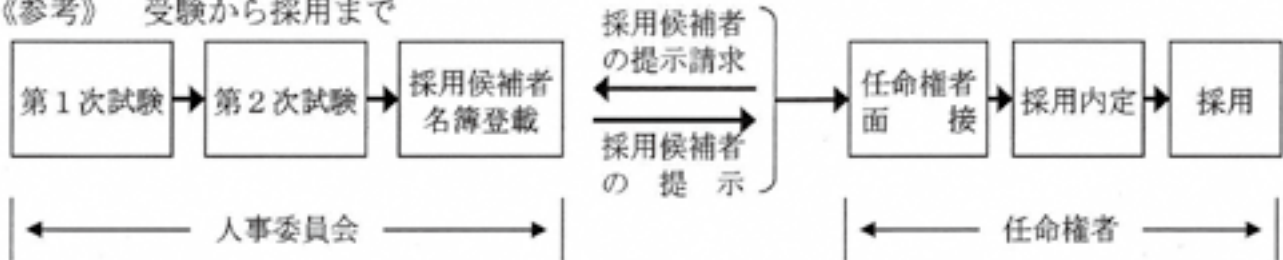 《参考》 受験から採用まで
第1次試験
第2次試験
採用候補者
名簿登載
採用候補者
の提示請求
採用候補者
の提示
任命権者
面接
採用内定
採用
人事委員会
任命権者